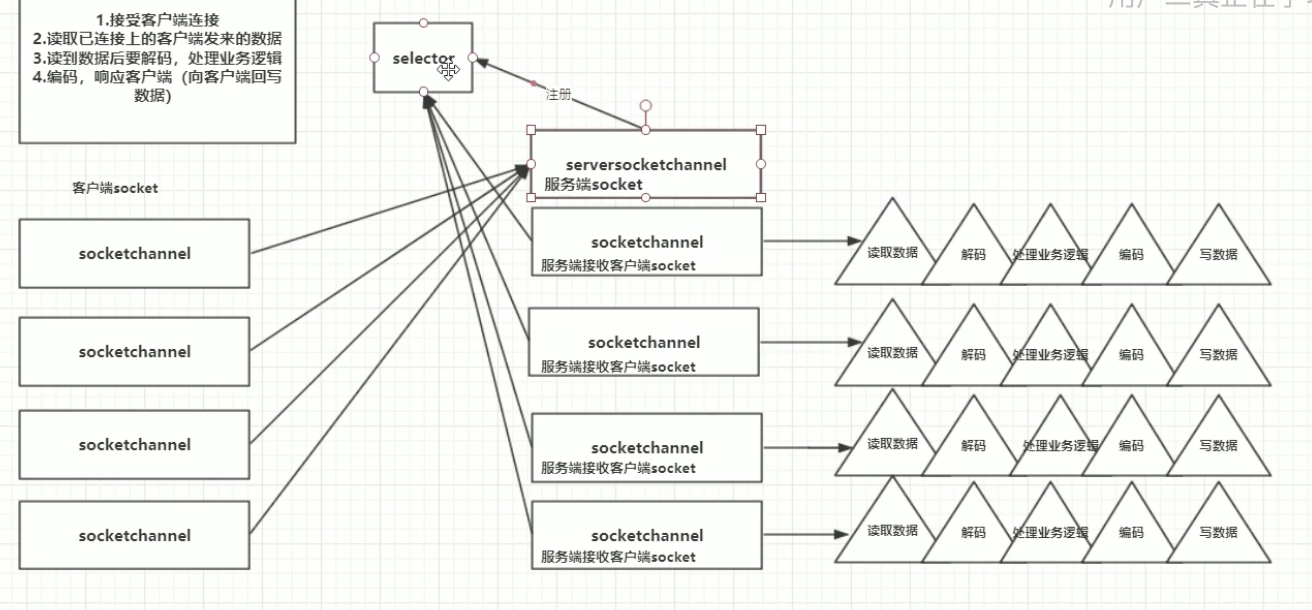 1.接受客户端连接
2.读取已连接上的客户端发来的数据
3.读到数据后要解码，处理业务逻辑
4.编码，响应客户端（向客户端回写
数据)
selector
注册
serversocketchannel
服务端socket
客户端socket
socketchannel
socketchannel
服务端接收客户端socket
读取数据
解码
处理业务逻辑
编码
写数据
socketchannel
socketchannel
服务端接收客户端socket
读取数据
解码
处理业务逻辑
编码
写数据
socketchannel
socketchannel
服务端接收客户端socket
读取数据
解码
处理业务逻辑
编码
写数据
socketchannel
socketchannel
服务端接收客户端socket
读取数据
解码
处理业务逻辑
编码
写数据